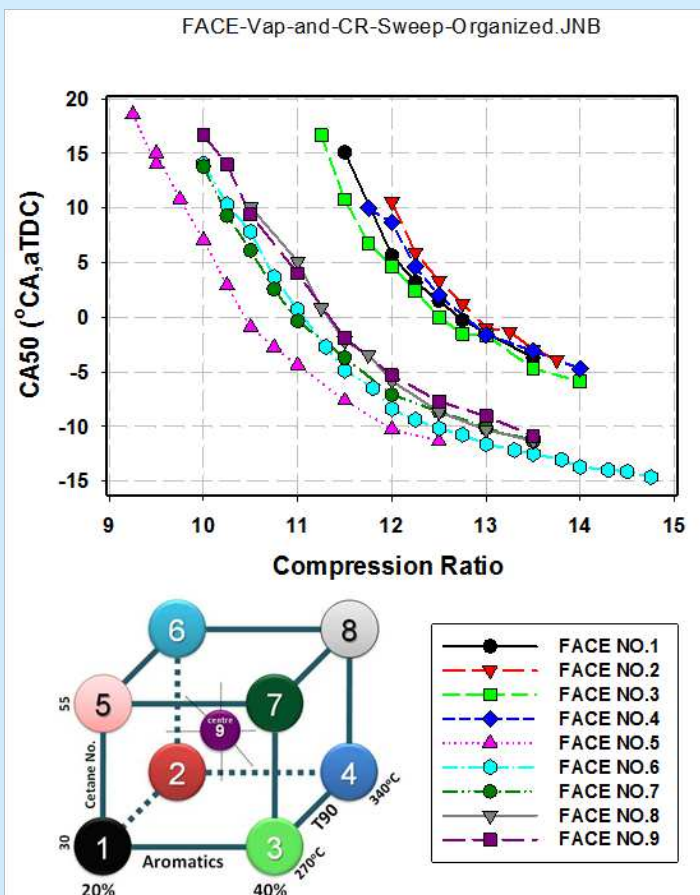 FACE-Vap-and-CR-Sweep-Organized.JNB
20
15
10
5
0
-5
-10
-15
CA50 (°CA,aTDC)
9 10 11 12 13 14 15
Compression Ratio
6 8
5 7
centre
9
2 4
1 3
55
Cetane No.
30
T90
340°C
270°C
Aromatics
20% 40%
FACE NO.1
FACE NO.2
FACE NO.3
FACE NO.4
FACE NO.5
FACE NO.6
FACE NO.7
FACE NO.8
FACE NO.9